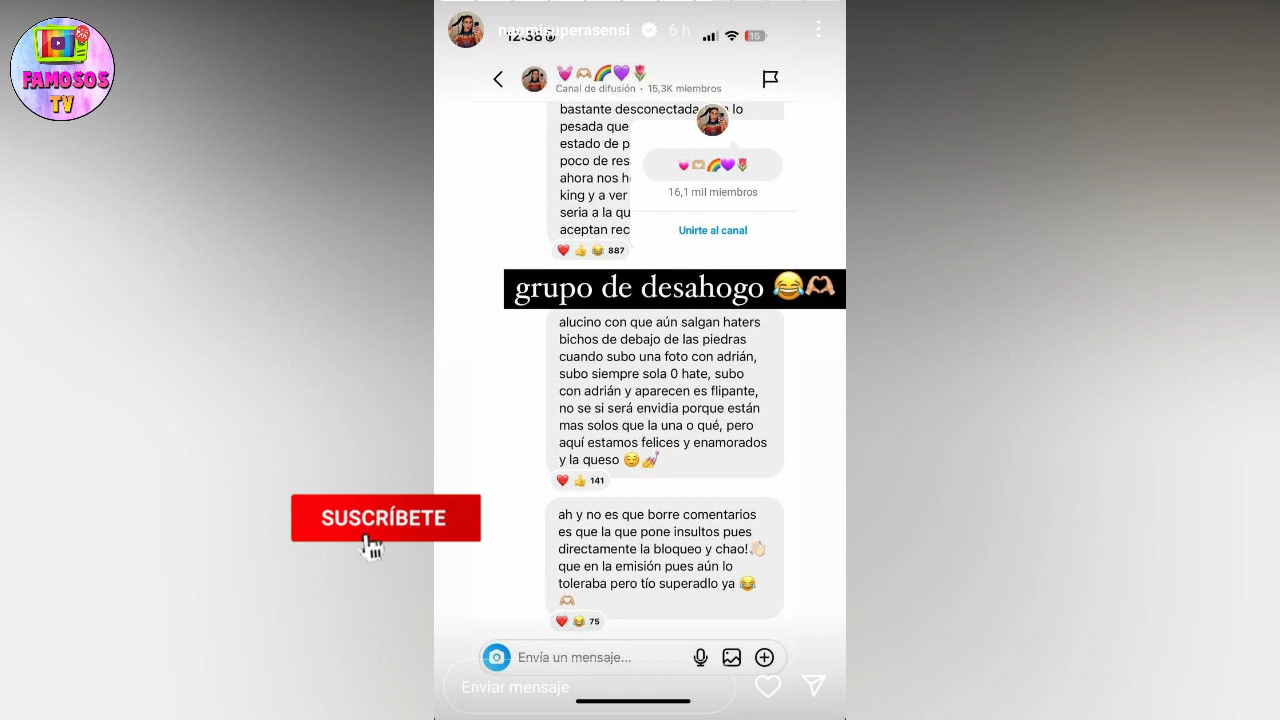 FAMOSOS
TV
naomisuperasensi 6 h
12:38
15
💓🫶🏼🌈💜🌷
Canal de difusión · 15,3K miembros
bastante desconectada lo
pesada que
estado de p
poco de res
ahora nos h
king y a ver
seria a la qu
aceptan rec
❤️👍😂 887
💓🫶🏼🌈💜🌷
16,1 mil miembros
Unirte al canal
grupo de desahogo 😂🫶🏼
alucino con que aún salgan haters
bichos de debajo de las piedras
cuando subo una foto con adrián,
subo siempre sola 0 hate, subo
con adrián y aparecen es flipante,
no se si será envidia porque están
mas solos que la una o qué, pero
aquí estamos felices y enamorados
y la queso ☺️💅🏼
❤️👍 141
ah y no es que borre comentarios
es que la que pone insultos pues
directamente la bloqueo y chao!👏🏻
que en la emisión pues aún lo
toleraba pero tío superadlo ya 😂
🫶🏼
❤️😂 75
Envía un mensaje...
Enviar mensaje
SUSCRÍBETE